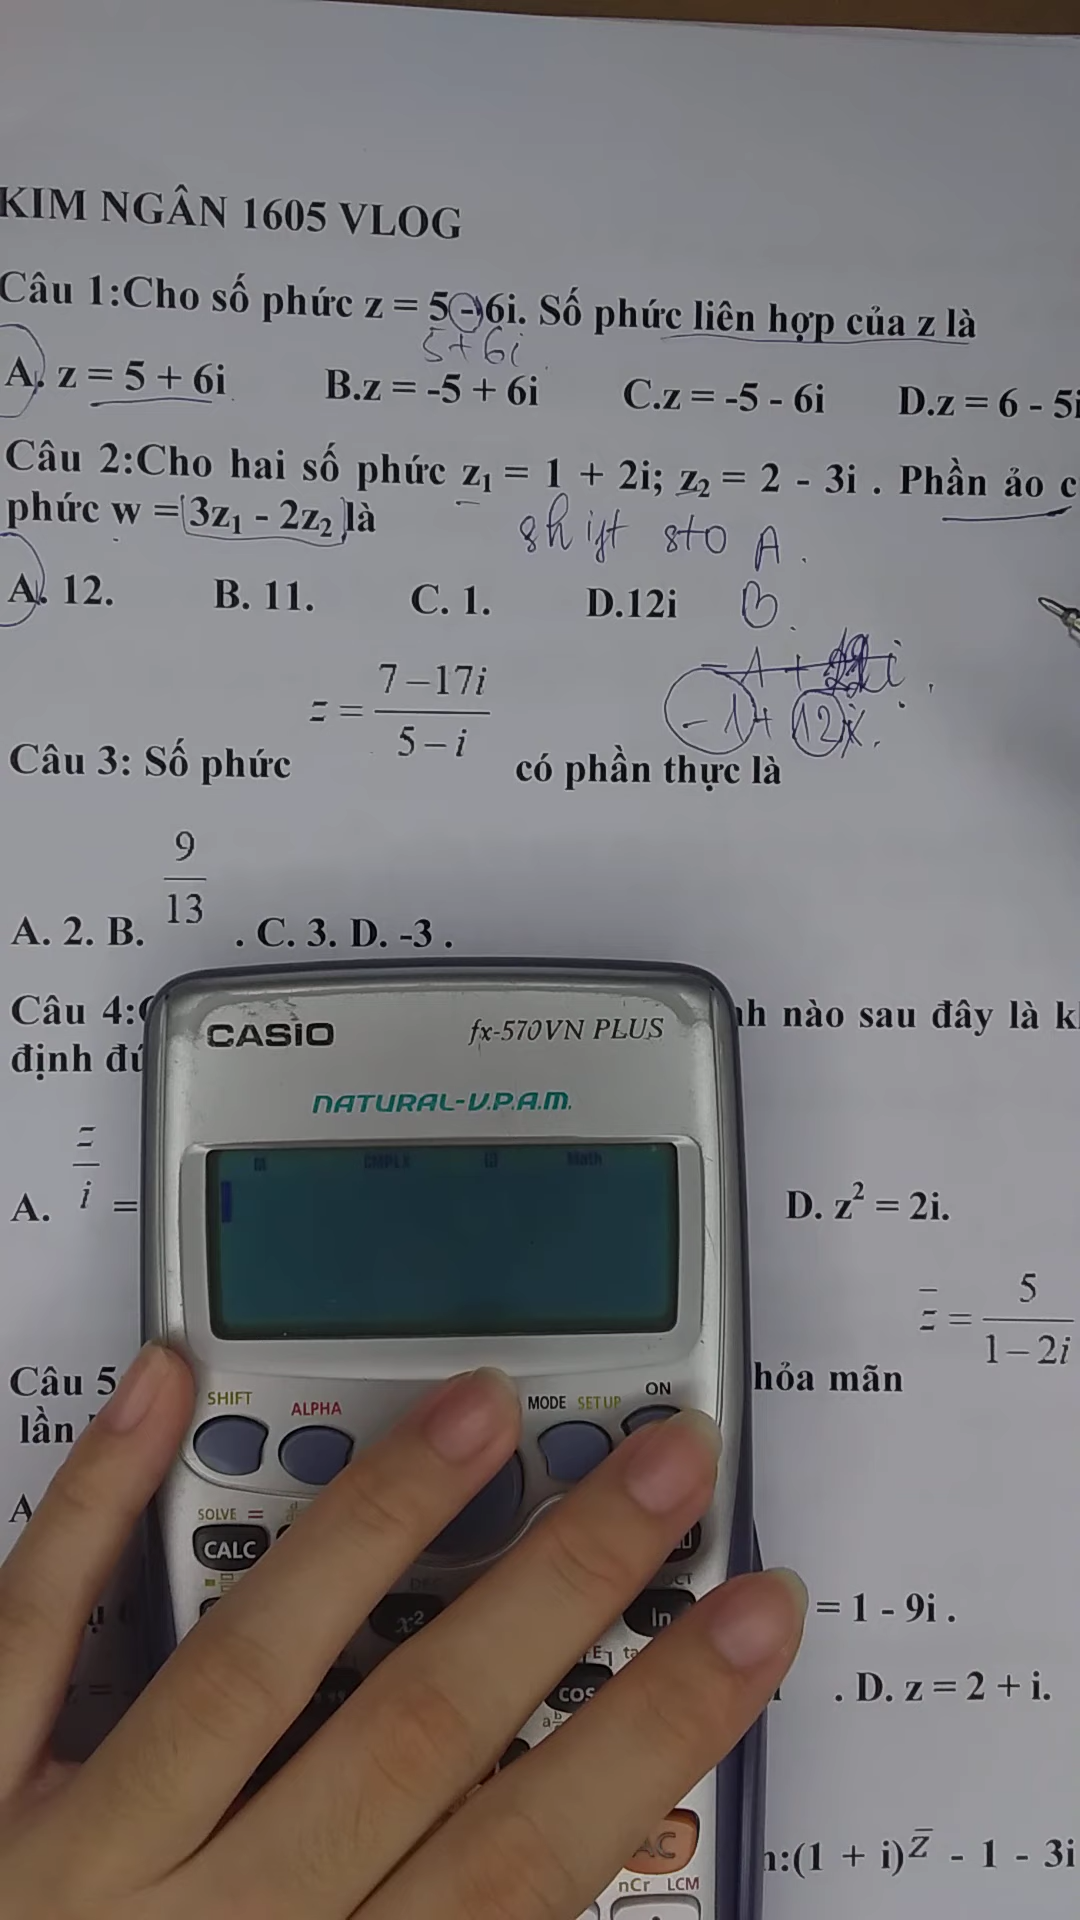 KIM NGÂN 1605 VLOG
Câu 1:Cho số phức z = 5 - 6i. Số phức liên hợp của z là
5+6i
A. z = 5 + 6i B.z = -5 + 6i C.z = -5 - 6i D.z = 6 - 5i
Câu 2:Cho hai số phức z₁ = 1 + 2i; z₂ = 2 - 3i . Phần ảo c
phức w = 3z₁ - 2z₂ là
shift sto A.
A. 12. B. 11. C. 1. D.12i
B.
-1+12i.
z = (7-17i)/(5-i)
Câu 3: Số phức có phần thực là
A. 2. B. 9/13 . C. 3. D. -3 .
Câu 4: nh nào sau đây là k
định đú
CASIO fx-570VN PLUS
NATURAL-V.P.A.M.
M CMPLX D Math
A. z/i = D. z² = 2i.
z̄ = 5/(1-2i)
Câu 5 hỏa mãn
lần
SHIFT ALPHA MODE SETUP ON
A
SOLVE =
CALC
x² ln
= 1 - 9i .
cos
. D. z = 2 + i.
AC
:(1 + i)z̄ - 1 - 3i
nCr LCM